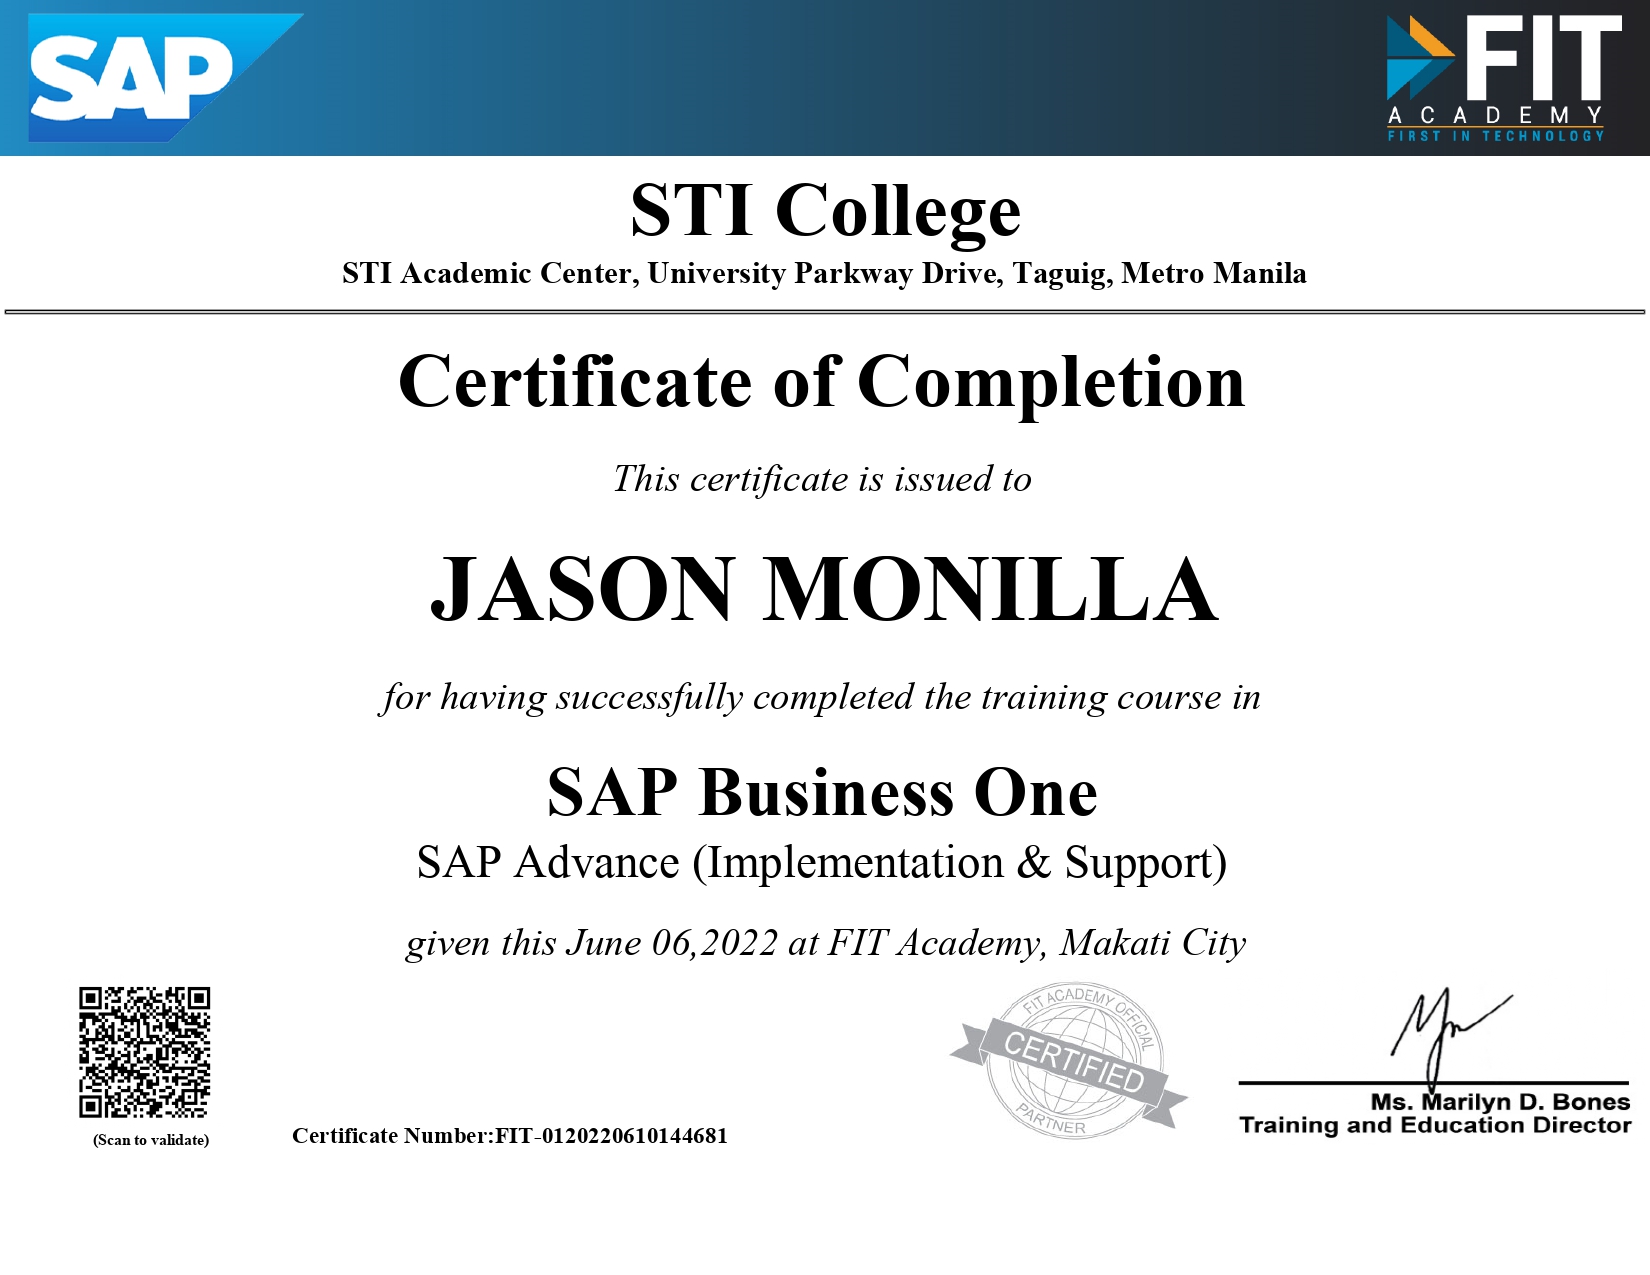 SAP
FIT
ACADEMY
FIRST IN TECHNOLOGY
STI College
STI Academic Center, University Parkway Drive, Taguig, Metro Manila
Certificate of Completion
This certificate is issued to
JASON MONILLA
for having successfully completed the training course in
SAP Business One
SAP Advance (Implementation & Support)
given this June 06,2022 at FIT Academy, Makati City
FIT ACADEMY OFFICIAL
CERTIFIED
PARTNER
Ms. Marilyn D. Bones
Training and Education Director
(Scan to validate)
Certificate Number:FIT-0120220610144681